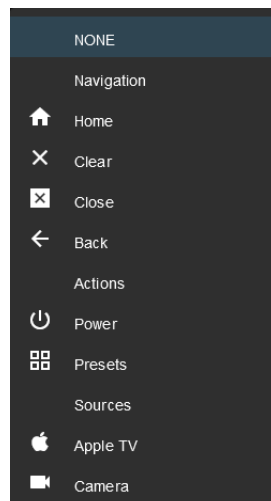 NONE
Navigation
Home
Clear
Close
Back
Actions
Power
Presets
Sources
Apple TV
Camera